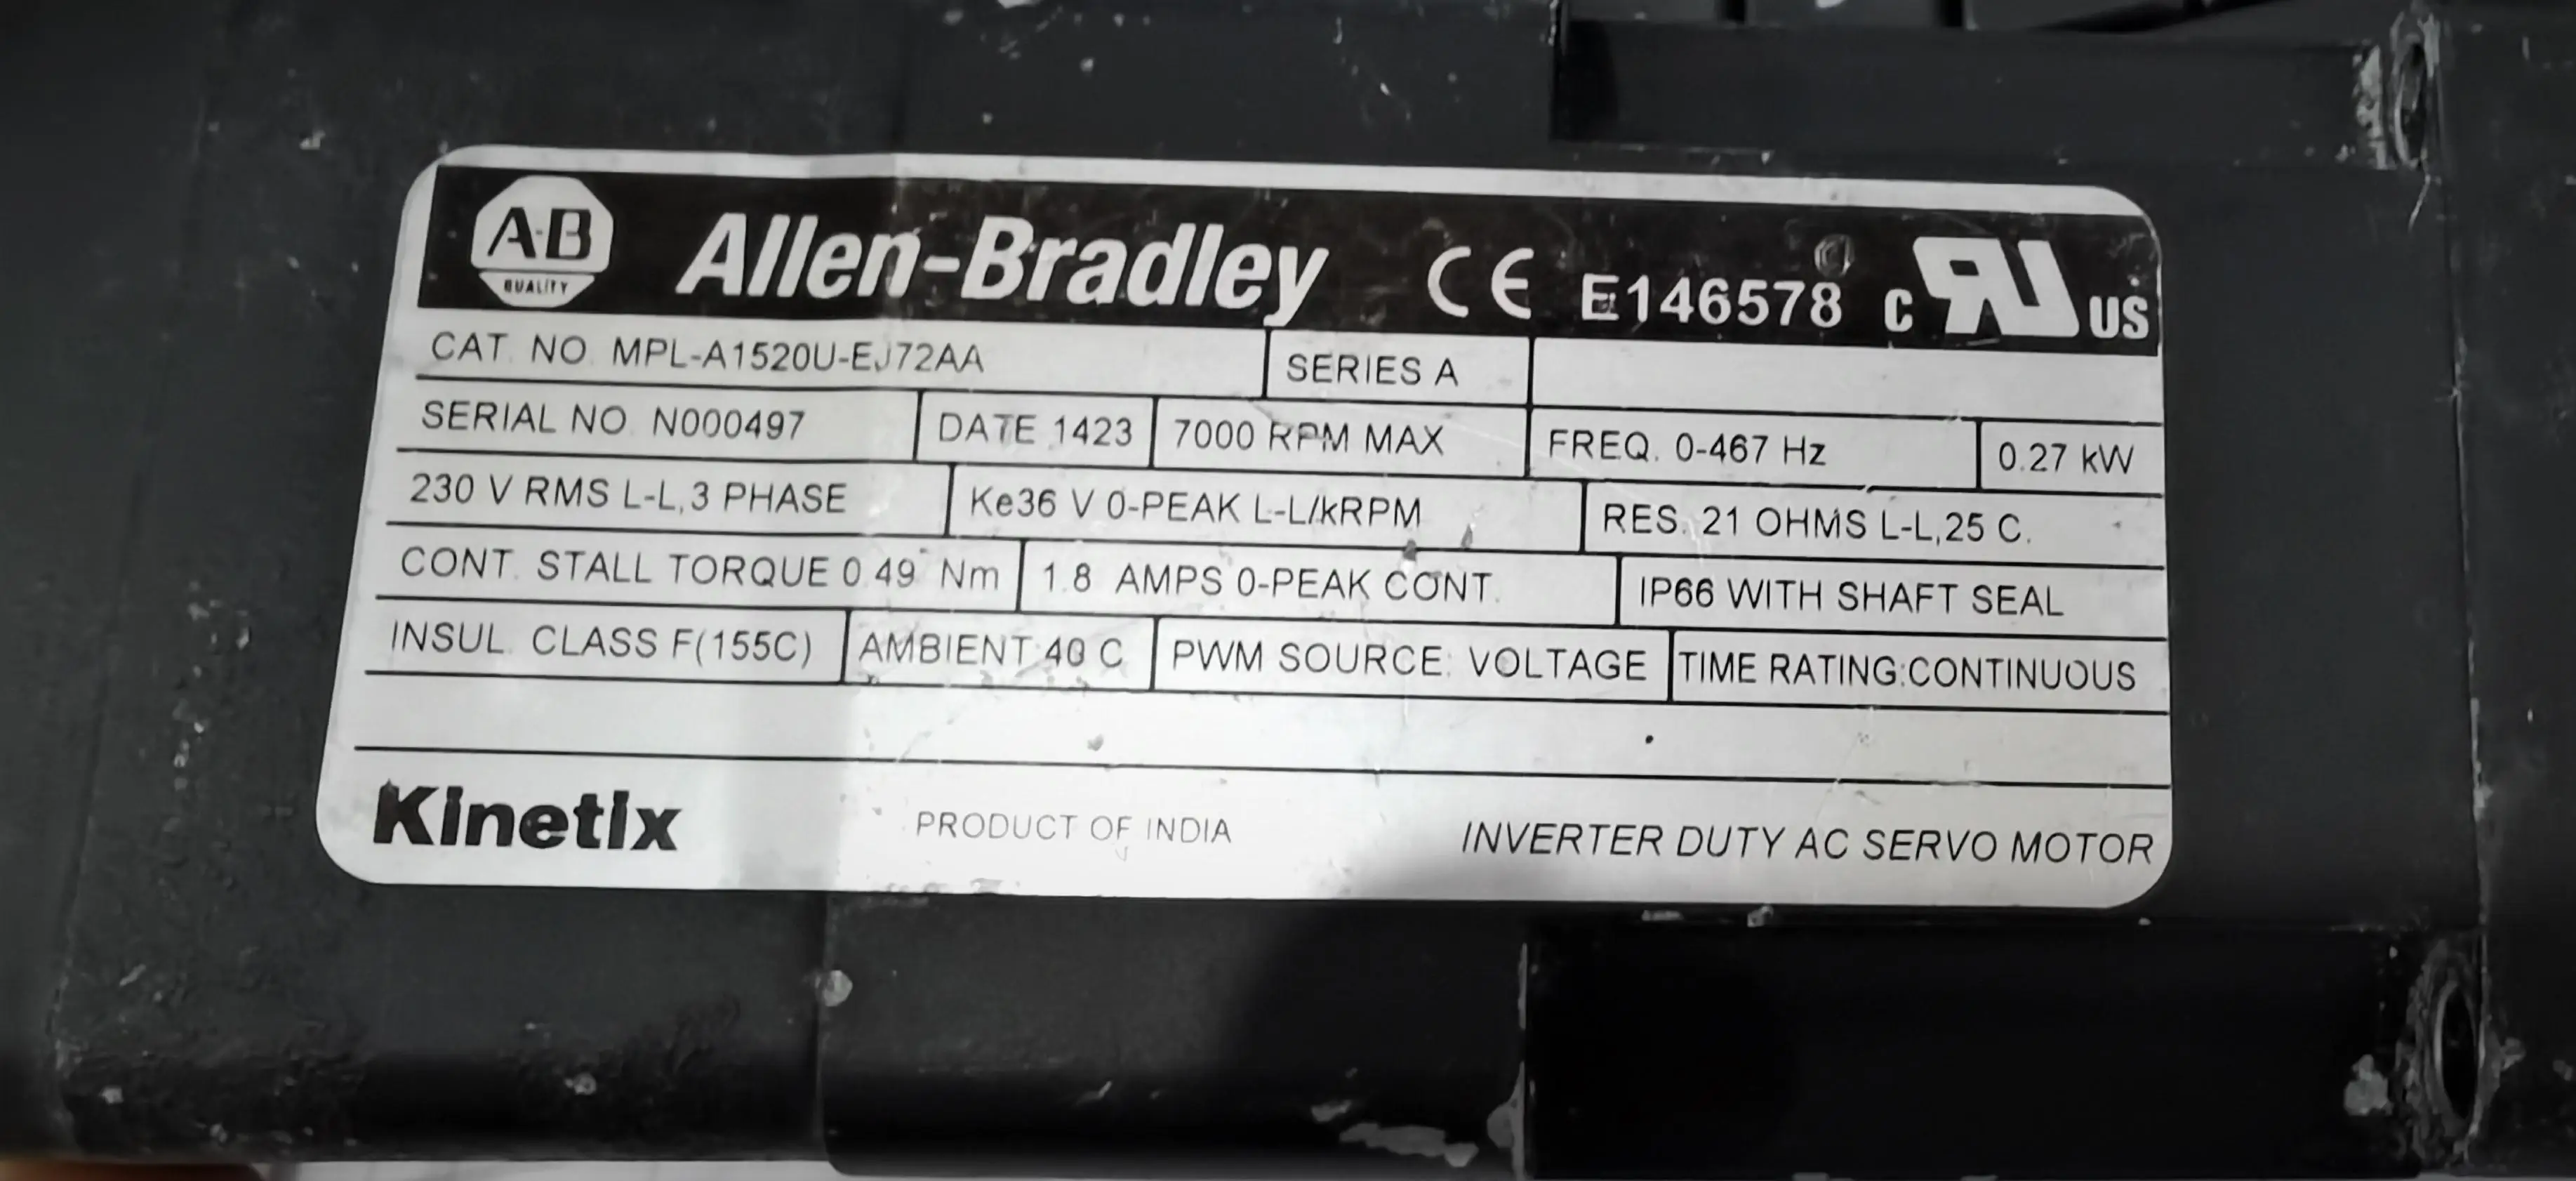 A-B QUALITY Allen-Bradley CE E146578 c RU US
CAT. NO. MPL-A1520U-EJ72AA SERIES A
SERIAL NO. N000497 DATE 1423 7000 RPM MAX FREQ. 0-467 Hz 0.27 kW
230 V RMS L-L,3 PHASE Ke36 V 0-PEAK L-L/kRPM RES. 21 OHMS L-L,25 C.
CONT. STALL TORQUE 0.49 Nm 1.8 AMPS 0-PEAK CONT. IP66 WITH SHAFT SEAL
INSUL. CLASS F(155C) AMBIENT:40 C PWM SOURCE: VOLTAGE TIME RATING:CONTINUOUS
Kinetix PRODUCT OF INDIA INVERTER DUTY AC SERVO MOTOR